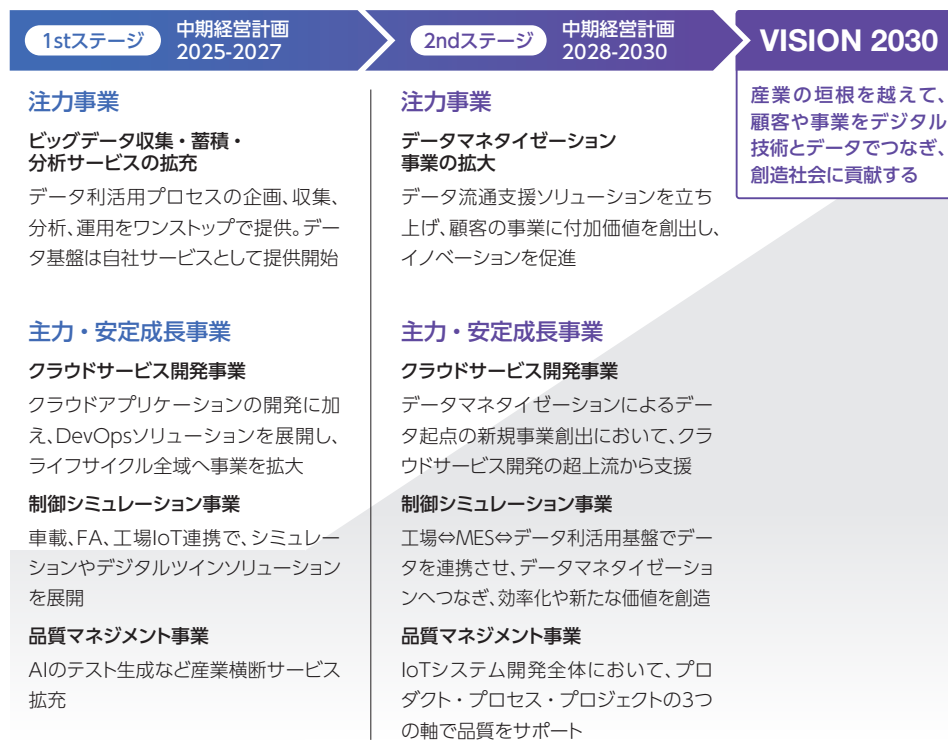 1stステージ
中期経営計画
2025-2027
2ndステージ
中期経営計画
2028-2030
VISION 2030
産業の垣根を越えて、
顧客や事業をデジタル
技術とデータでつなぎ、
創造社会に貢献する
注力事業
ビッグデータ収集・蓄積・
分析サービスの拡充
データ利活用プロセスの企画、収集、
分析、運用をワンストップで提供。デー
タ基盤は自社サービスとして提供開始
主力・安定成長事業
クラウドサービス開発事業
クラウドアプリケーションの開発に加
え、DevOpsソリューションを展開し、
ライフサイクル全域へ事業を拡大
制御シミュレーション事業
車載、FA、工場IoT連携で、シミュレー
ションやデジタルツインソリューション
を展開
品質マネジメント事業
AIのテスト生成など産業横断サービス
拡充
注力事業
データマネタイゼーション
事業の拡大
データ流通支援ソリューションを立ち
上げ、顧客の事業に付加価値を創出し、
イノベーションを促進
主力・安定成長事業
クラウドサービス開発事業
データマネタイゼーションによるデー
タ起点の新規事業創出において、クラ
ウドサービス開発の超上流から支援
制御シミュレーション事業
工場⇔MES⇔データ利活用基盤でデー
タを連携させ、データマネタイゼーショ
ンへつなぎ、効率化や新たな価値を創造
品質マネジメント事業
IoTシステム開発全体において、プロ
ダクト・プロセス・プロジェクトの3つ
の軸で品質をサポート